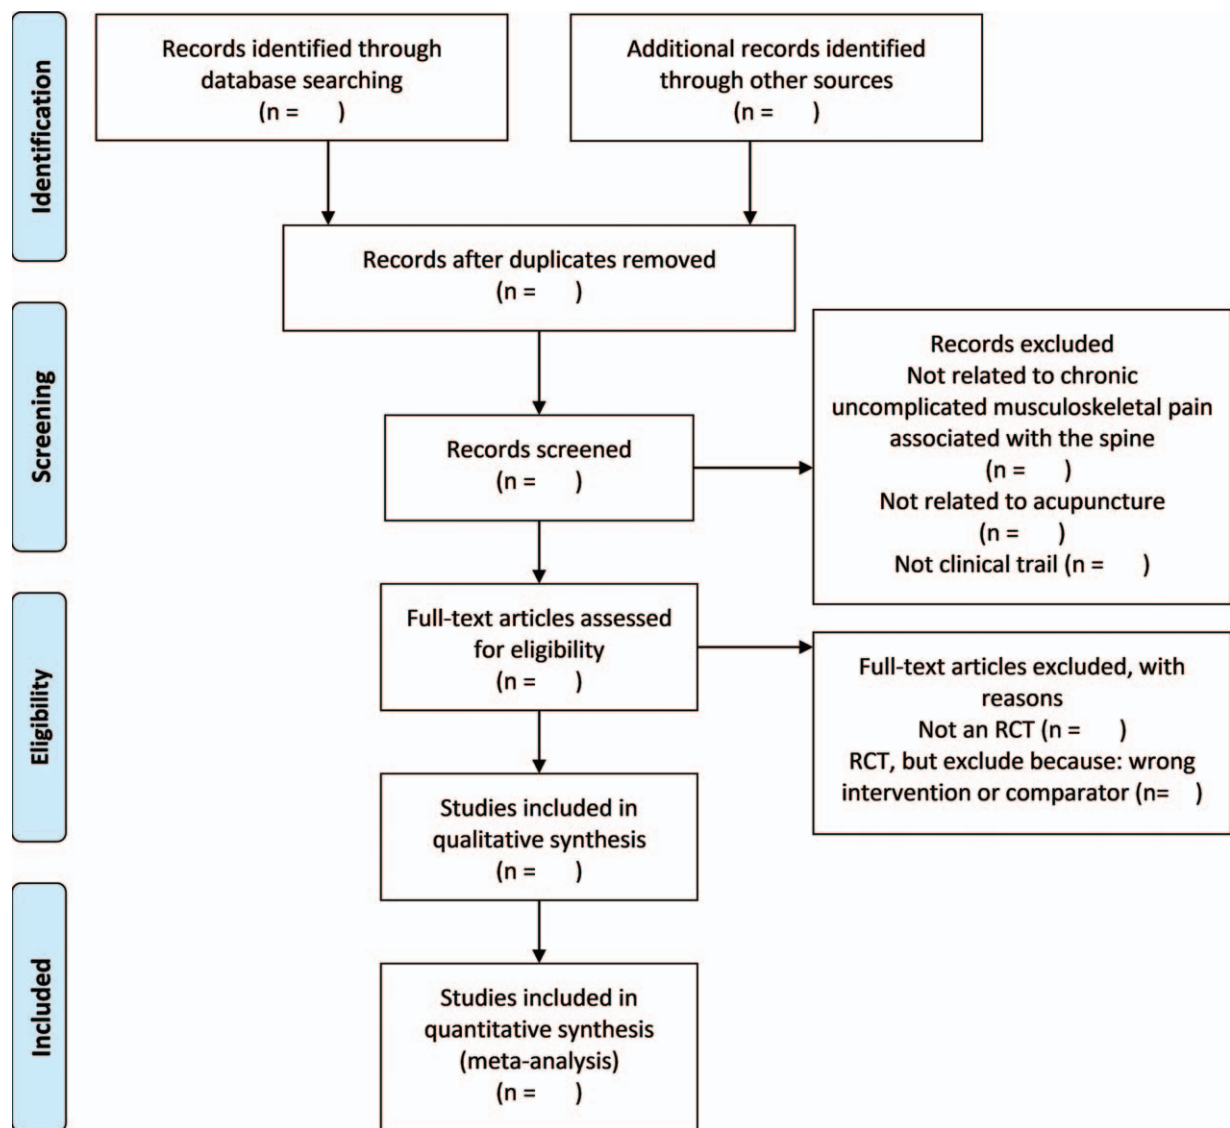 Identification
Records identified through
database searching
(n =      )
Additional records identified
through other sources
(n =      )
Records after duplicates removed
(n =      )
Screening
Records screened
(n =      )
Records excluded
Not related to chronic
uncomplicated musculoskeletal pain
associated with the spine
(n =      )
Not related to acupuncture
(n =      )
Not clinical trail (n =      )
Eligibility
Full-text articles assessed
for eligibility
(n =      )
Full-text articles excluded, with
reasons
Not an RCT (n =      )
RCT, but exclude because: wrong
intervention or comparator (n=    )
Studies included in
qualitative synthesis
(n =      )
Included
Studies included in
quantitative synthesis
(meta-analysis)
(n =      )